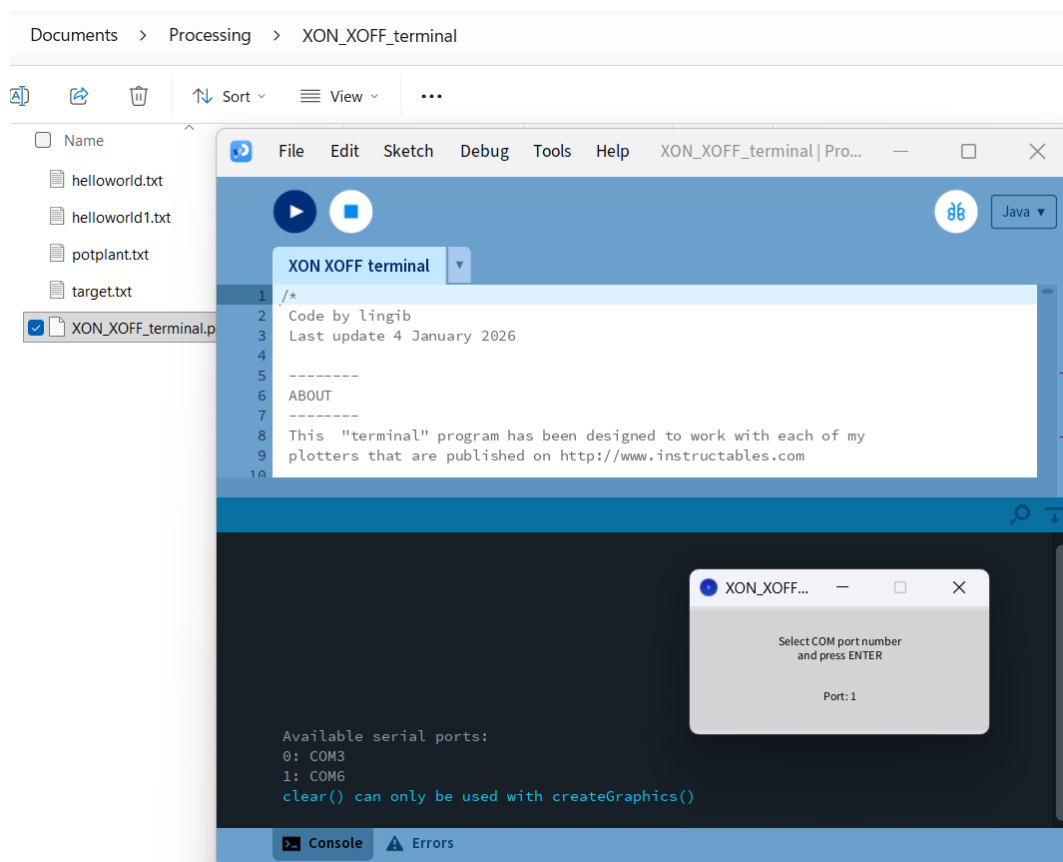 Documents > Processing > XON_XOFF_terminal
Sort View
Name
helloworld.txt
helloworld1.txt
potplant.txt
target.txt
XON_XOFF_terminal.p
File Edit Sketch Debug Tools Help XON_XOFF_terminal | Pro...
Java
XON XOFF terminal
1 /*
2 Code by lingib
3 Last update 4 January 2026
4
5 --------
6 ABOUT
7 --------
8 This  "terminal" program has been designed to work with each of my
9 plotters that are published on http://www.instructables.com
10
XON_XOFF...
Select COM port number
and press ENTER
Port: 1
Available serial ports:
0: COM3
1: COM6
clear() can only be used with createGraphics()
Console Errors